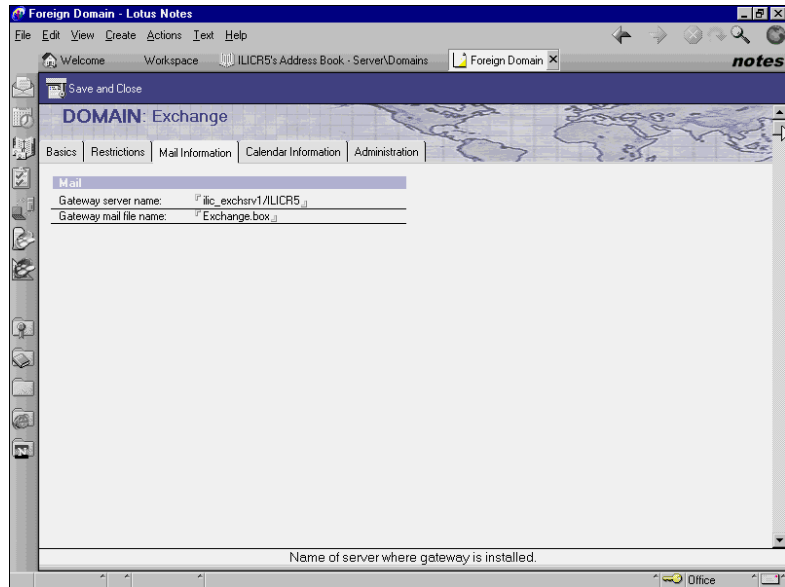 Foreign Domain - Lotus Notes
File Edit View Create Actions Text Help
Welcome Workspace ILICR5's Address Book - Server\Domains Foreign Domain notes
Save and Close
DOMAIN: Exchange
Basics Restrictions Mail Information Calendar Information Administration
Mail
Gateway server name: ilic_exchsrv1/ILICR5
Gateway mail file name: Exchange.box
Name of server where gateway is installed.
Office